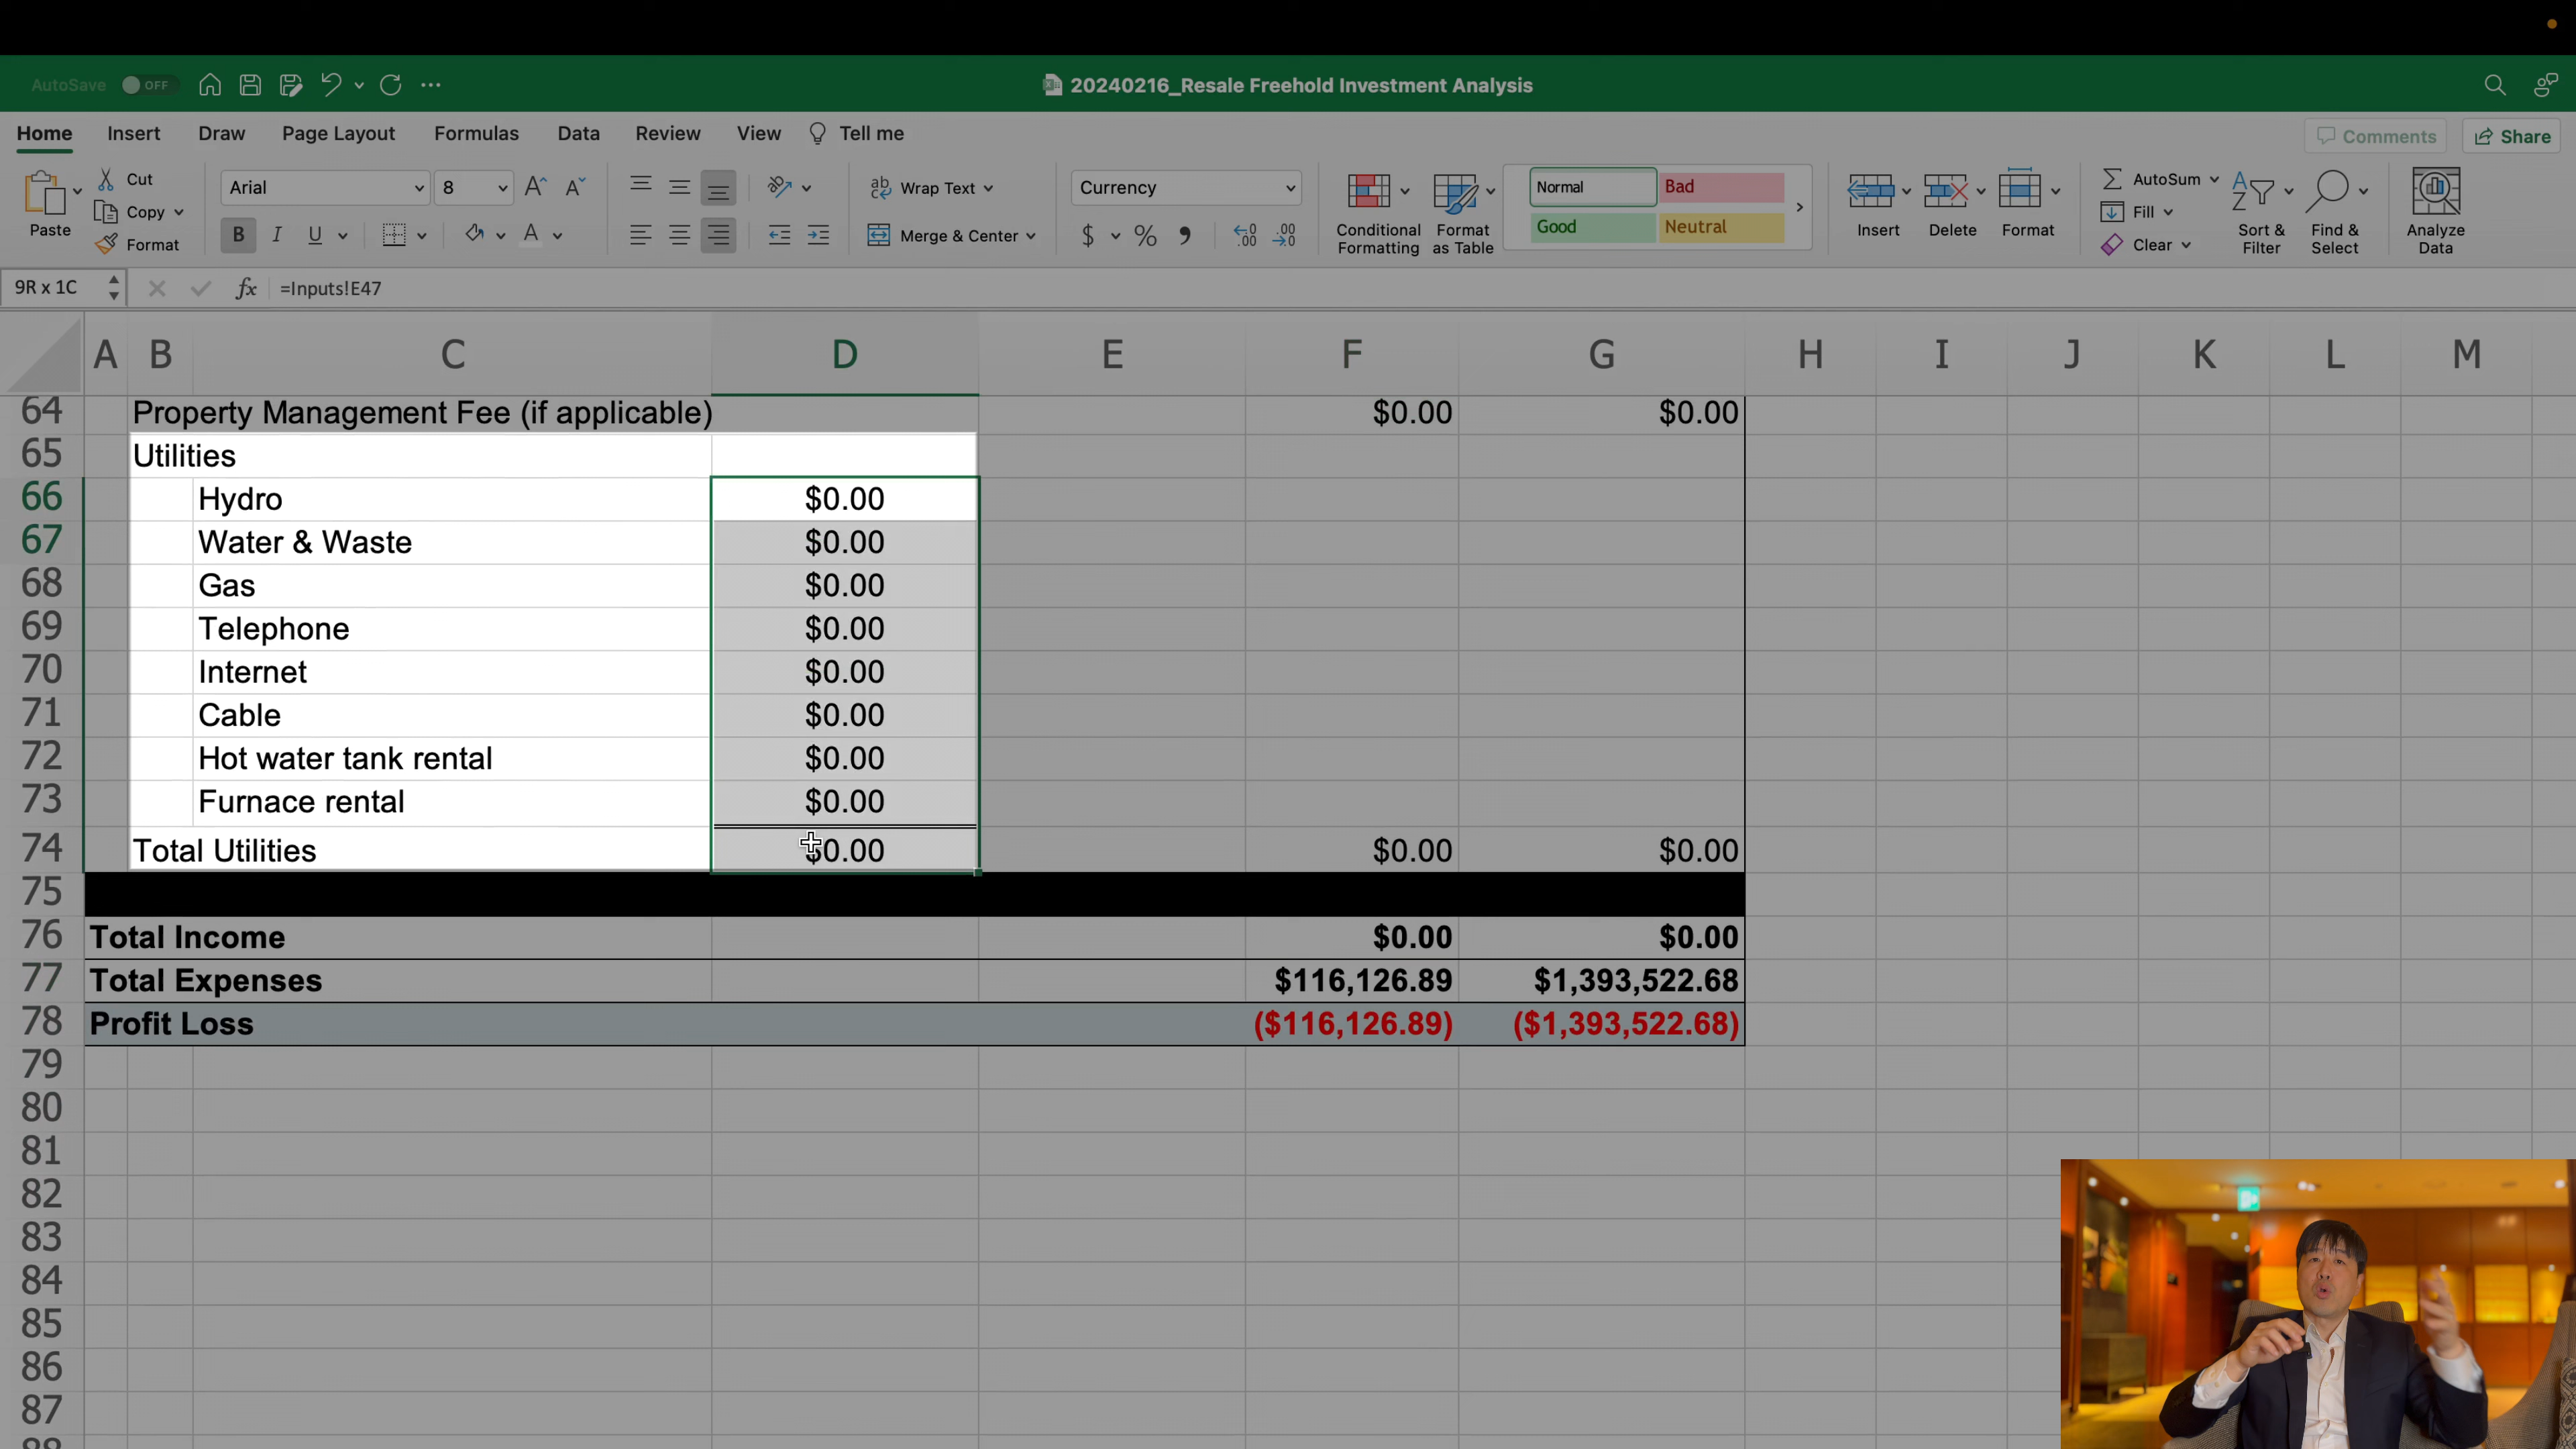 AutoSave OFF 20240216_Resale Freehold Investment Analysis
Home Insert Draw Page Layout Formulas Data Review View Tell me Comments Share
Paste Cut Copy Format
Arial 8 Wrap Text Merge & Center
Currency $ % Conditional Formatting Format as Table
Normal Bad Good Neutral
Insert Delete Format AutoSum Fill Clear Sort & Filter Find & Select Analyze Data
9R x 1C fx =Inputs!E47
A B C D E F G H I J K L M
64 Property Management Fee (if applicable) $0.00 $0.00
65 Utilities
66 Hydro $0.00
67 Water & Waste $0.00
68 Gas $0.00
69 Telephone $0.00
70 Internet $0.00
71 Cable $0.00
72 Hot water tank rental $0.00
73 Furnace rental $0.00
74 Total Utilities $0.00 $0.00 $0.00
75
76 Total Income $0.00 $0.00
77 Total Expenses $116,126.89 $1,393,522.68
78 Profit Loss ($116,126.89) ($1,393,522.68)
79
80
81
82
83
84
85
86
87
88